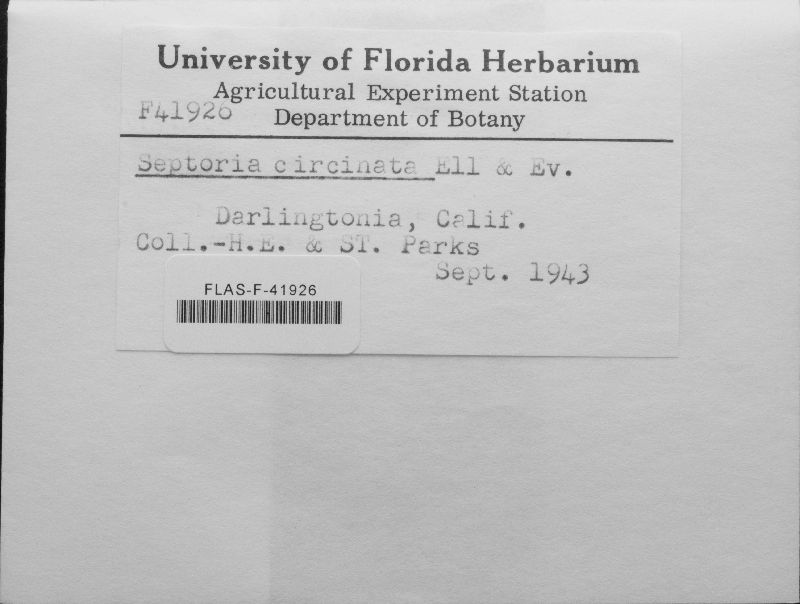 University of Florida Herbarium
Agricultural Experiment Station
F41926
Department of Botany
Septoria circinata Ell & Ev.
Darlingtonia, Calif.
Coll.-H.E. & ST. Parks
Sept. 1943
FLAS-F-41926